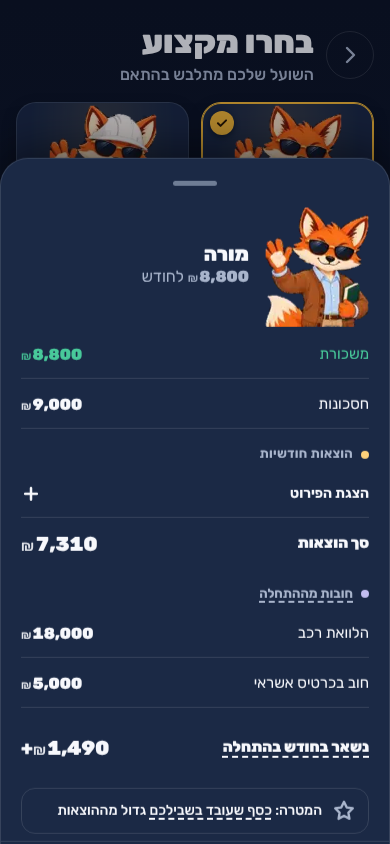 בחרו מקצוע
השועל שלכם מתלבש בהתאם
מורה
₪8,800 לחודש
משכורת ₪8,800
חסכונות ₪9,000
הוצאות חודשיות
הצגת הפירוט +
סך הוצאות 7,310 ₪
חובות מההתחלה
הלוואת רכב ₪18,000
חוב בכרטיס אשראי ₪5,000
נשאר בחודש בהתחלה +₪1,490
המטרה: כסף שעובד בשבילכם גדול מההוצאות